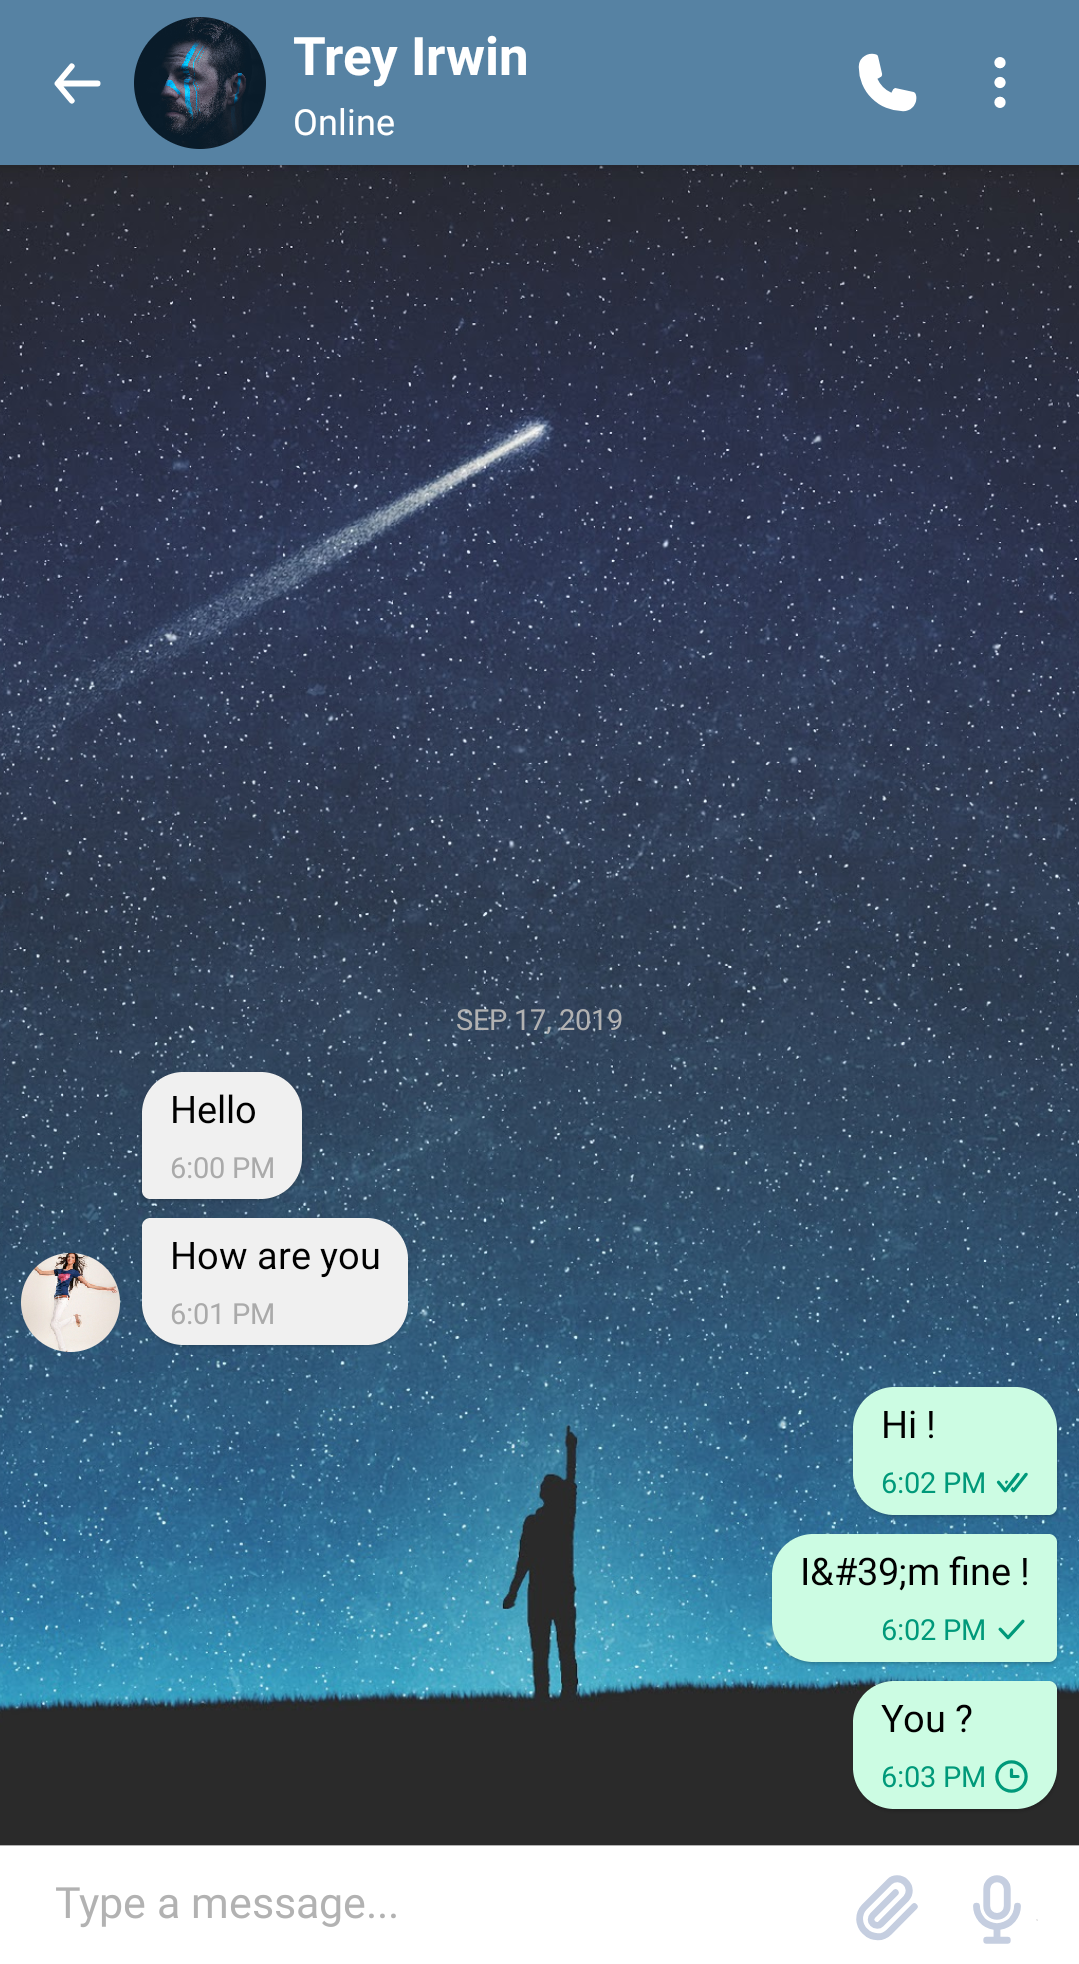 Trey Irwin
Online
SEP 17, 2019
Hello
6:00 PM
How are you
6:01 PM
Hi !
6:02 PM
I&#39;m fine !
6:02 PM
You ?
6:03 PM
Type a message...